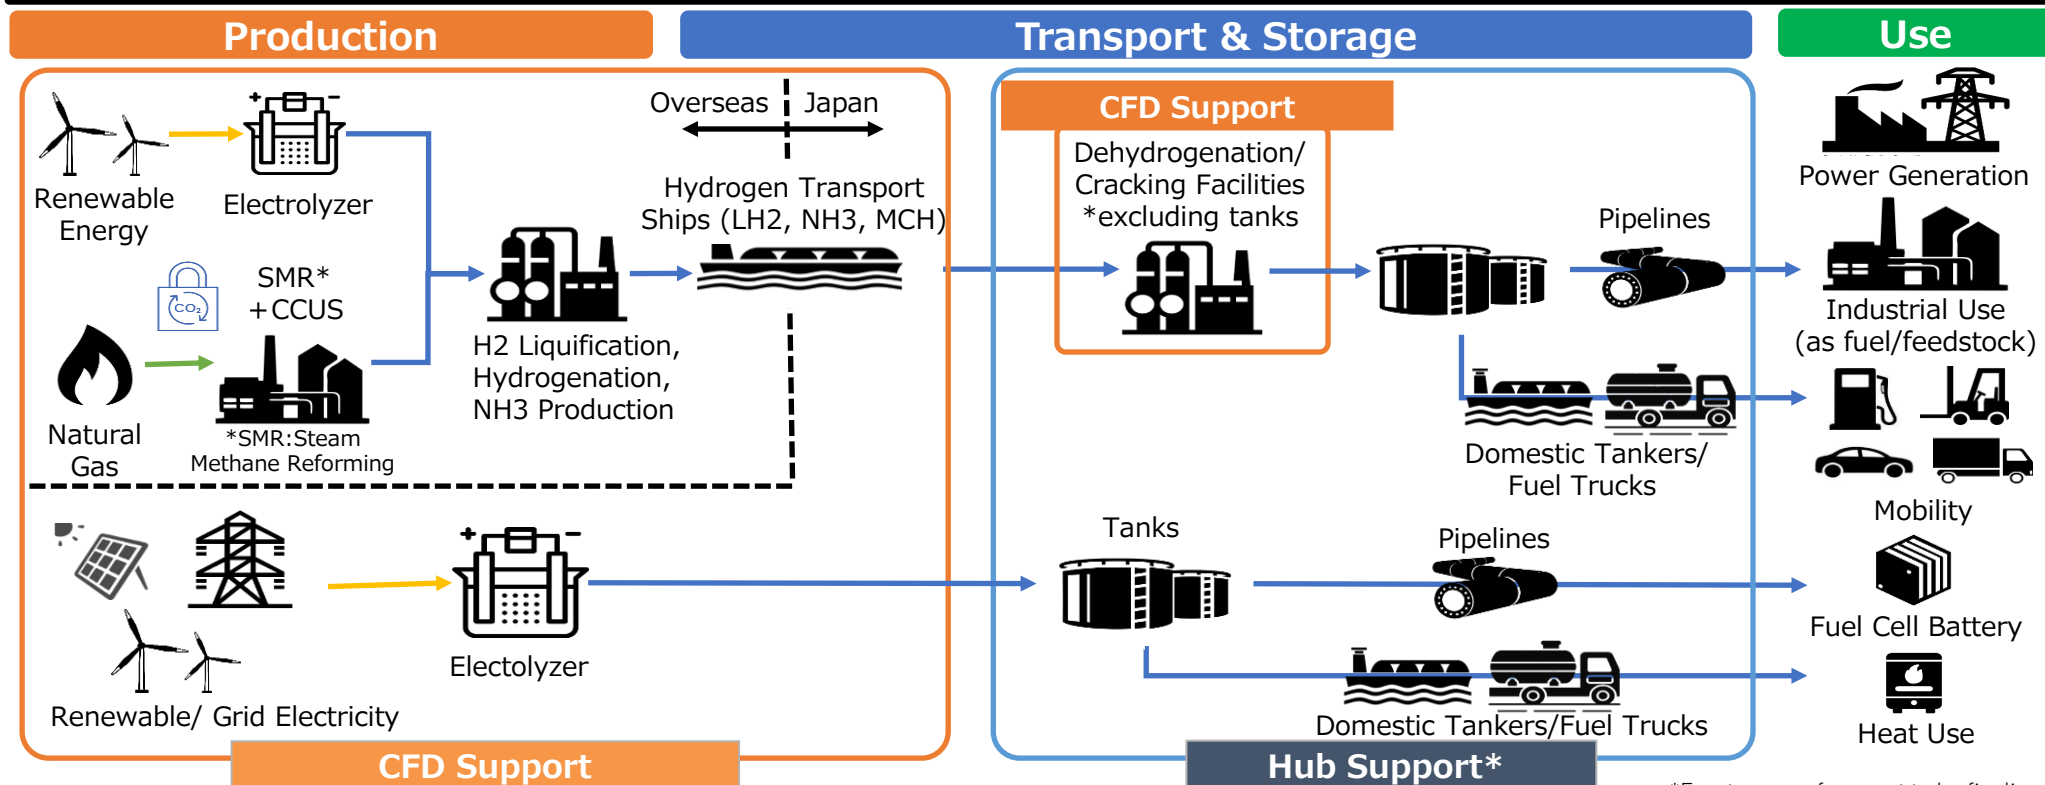 Production
Transport & Storage
Use
Overseas
Japan
CFD Support
Renewable
Energy
Electrolyzer
Hydrogen Transport
Ships (LH2, NH3, MCH)
Dehydrogenation/
Cracking Facilities
*excluding tanks
Pipelines
Power Generation
CO₂
SMR*
+CCUS
Natural
Gas
*SMR:Steam
Methane Reforming
H2 Liquification,
Hydrogenation,
NH3 Production
Industrial Use
(as fuel/feedstock)
Domestic Tankers/
Fuel Trucks
Mobility
Renewable/ Grid Electricity
Electolyzer
Tanks
Pipelines
Domestic Tankers/Fuel Trucks
Fuel Cell Battery
Heat Use
CFD Support
Hub Support*